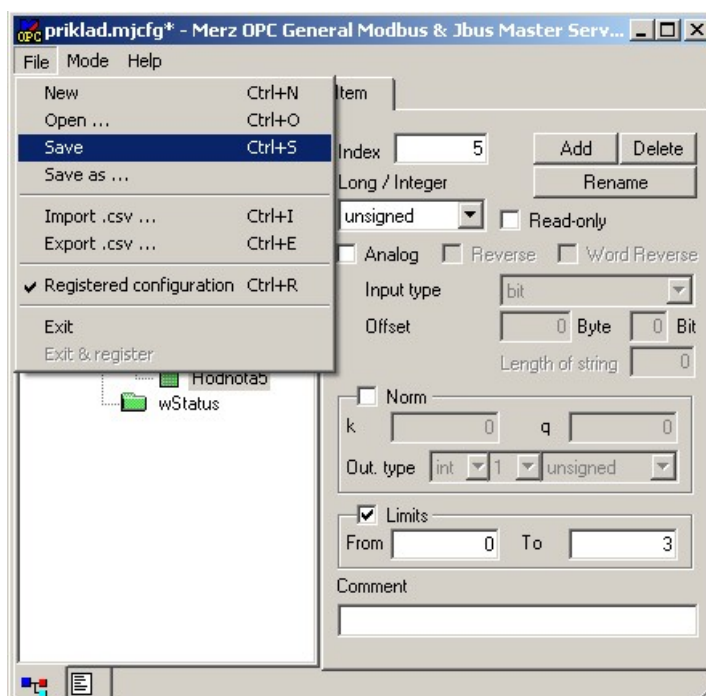 OPC priklad.mjcfg* - Merz OPC General Modbus & Jbus Master Serv...
File Mode Help
New Ctrl+N
Open ... Ctrl+O
Save Ctrl+S
Save as ...
Import .csv ... Ctrl+I
Export .csv ... Ctrl+E
Registered configuration Ctrl+R
Exit
Exit & register
Hodnota5
wStatus
Item
Index 5 Add Delete
Long / Integer Rename
unsigned Read-only
Analog Reverse Word Reverse
Input type bit
Offset 0 Byte 0 Bit
Length of string 0
Norm
k 0 q 0
Out. type int 1 unsigned
Limits
From 0 To 3
Comment